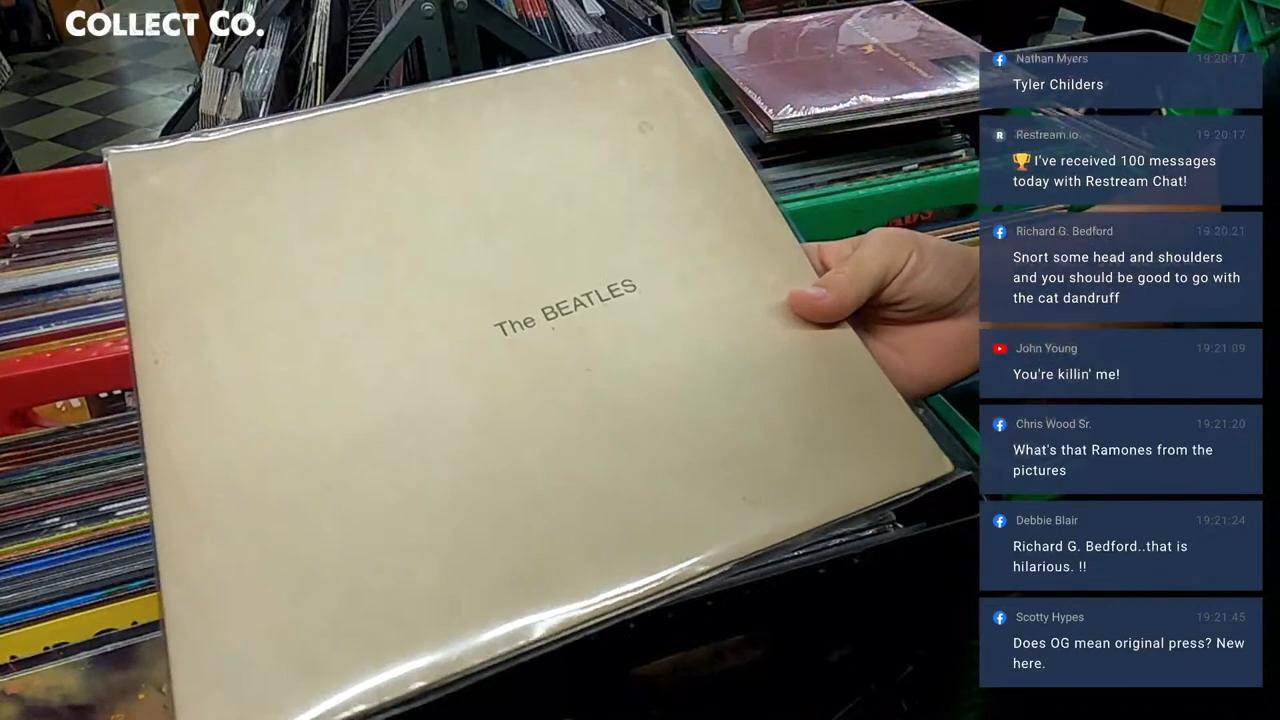 COLLECT CO.
The BEATLES
Nathan Myers 19:20:17
Tyler Childers
Restream.io 19:20:17
🏆I've received 100 messages
today with Restream Chat!
Richard G. Bedford 19:20:21
Snort some head and shoulders
and you should be good to go with
the cat dandruff
John Young 19:21:09
You're killin' me!
Chris Wood Sr. 19:21:20
What's that Ramones from the
pictures
Debbie Blair 19:21:24
Richard G. Bedford..that is
hilarious. !!
Scotty Hypes 19:21:45
Does OG mean original press? New
here.